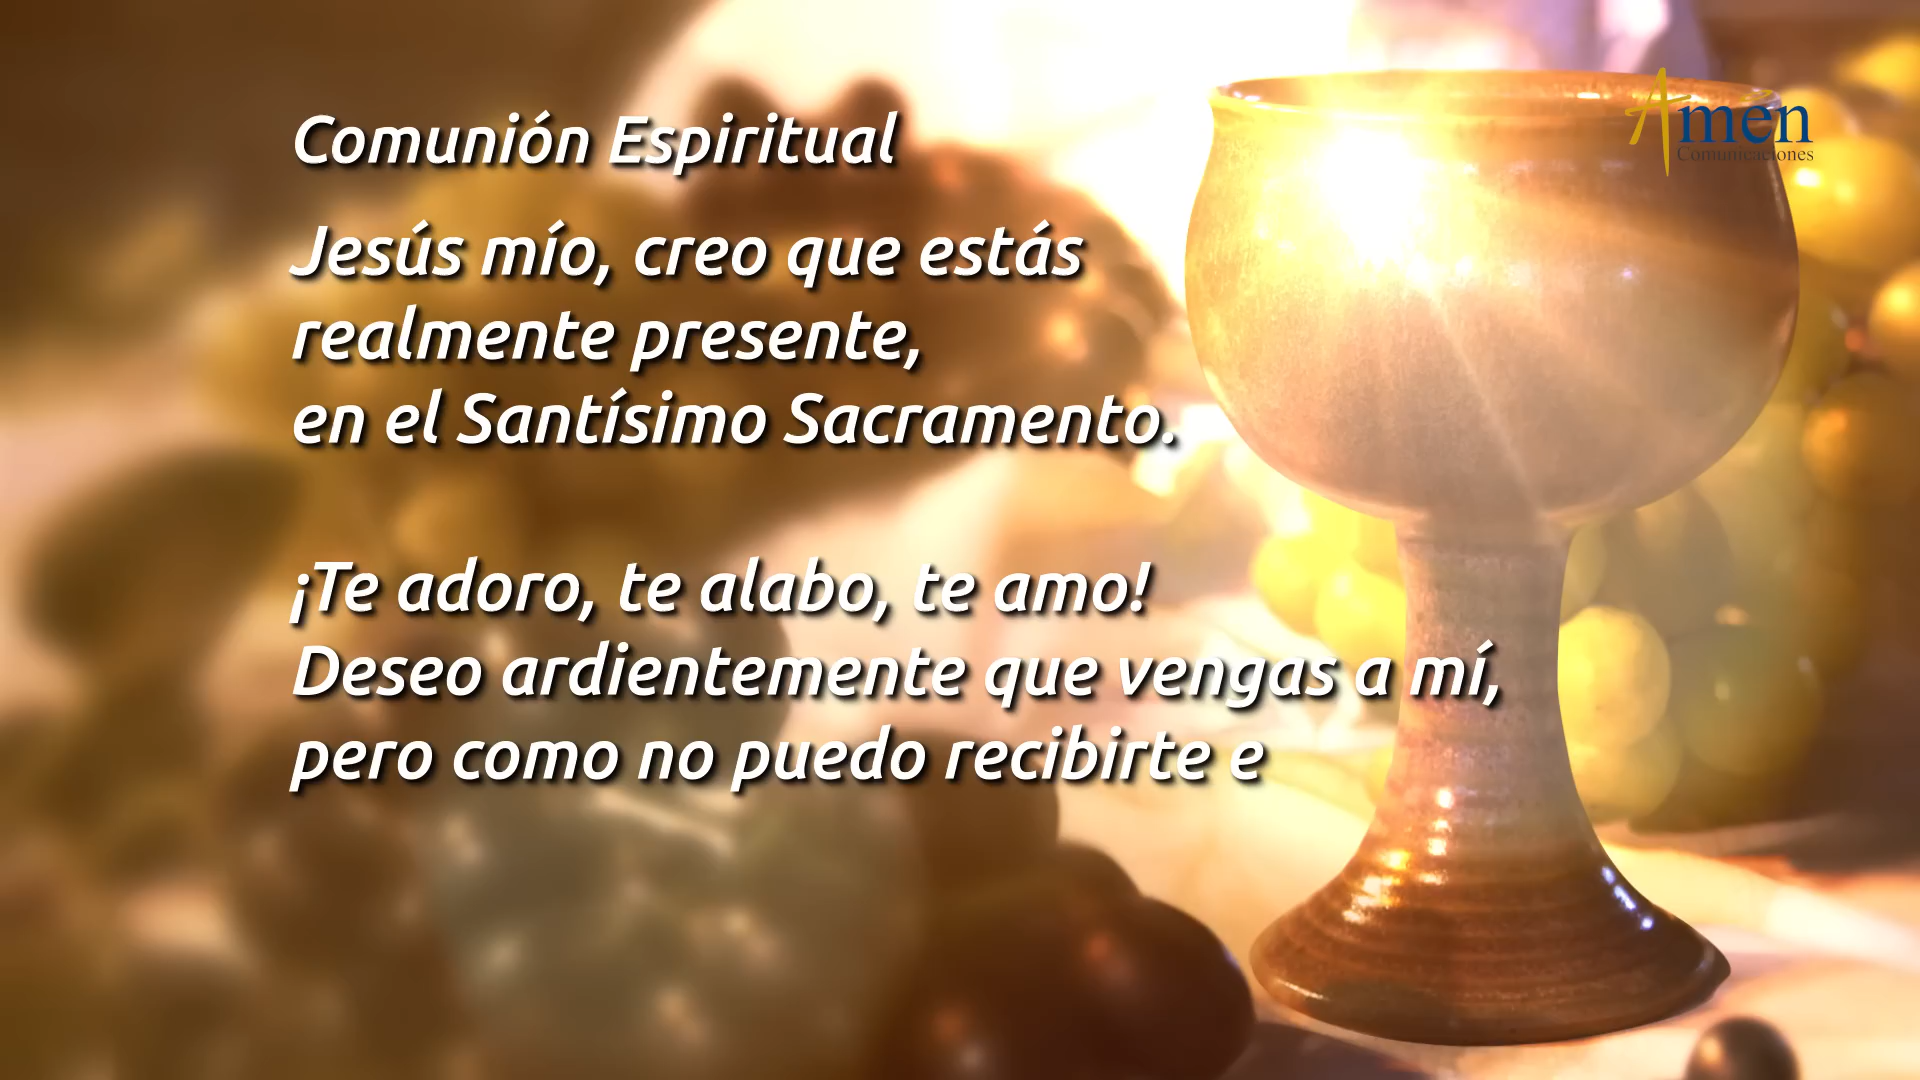 Comunión Espiritual
Jesús mío, creo que estás
realmente presente,
en el Santísimo Sacramento.
¡Te adoro, te alabo, te amo!
Deseo ardientemente que vengas a mí,
pero como no puedo recibirte e
Amén
Comunicaciones